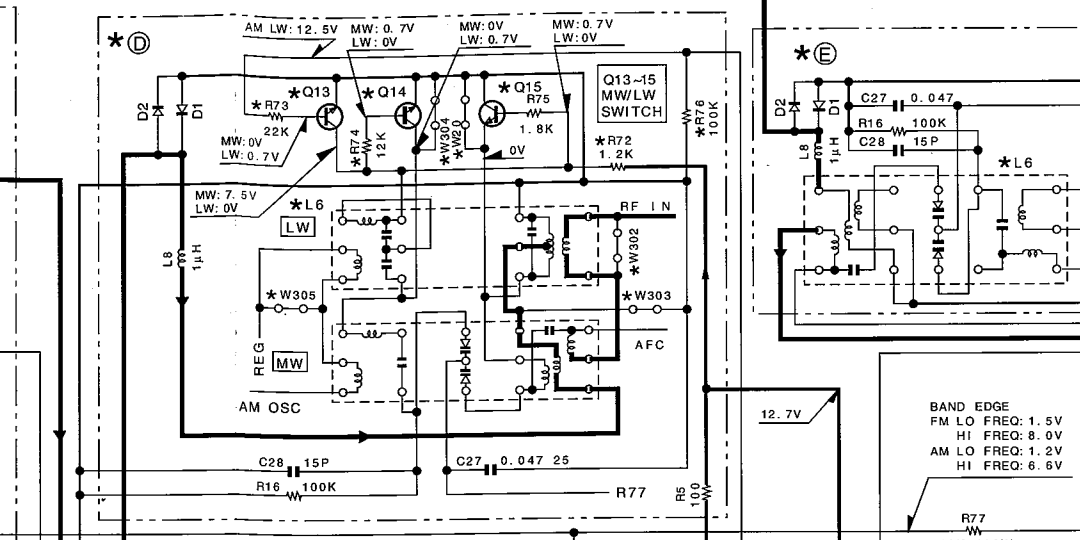 *Ⓓ
AM LW: 12.5V
MW: 0.7V
LW: 0V
MW: 0V
LW: 0.7V
MW: 0.7V
LW: 0V
*Ⓔ
D2
D1
*R73
22K
*Q13
*Q14
*R74
12K
*W304
*W20
*Q15
R75
1.8K
Q13~15
MW/LW
SWITCH
*R76
100K
*R72
1.2K
0V
MW: 0V
LW: 0.7V
MW: 7.5V
LW: 0V
*L6
LW
RF IN
*W302
L8
1μH
*W305
*W303
REG
MW
AFC
AM OSC
12.7V
C28 15P
R16 100K
C27 0.047 25
R77
R5
100
D2
D1
C27 0.047
R16 100K
C28 15P
L8
1μH
*L6
BAND EDGE
FM LO FREQ: 1.5V
HI FREQ: 8.0V
AM LO FREQ: 1.2V
HI FREQ: 6.6V
R77